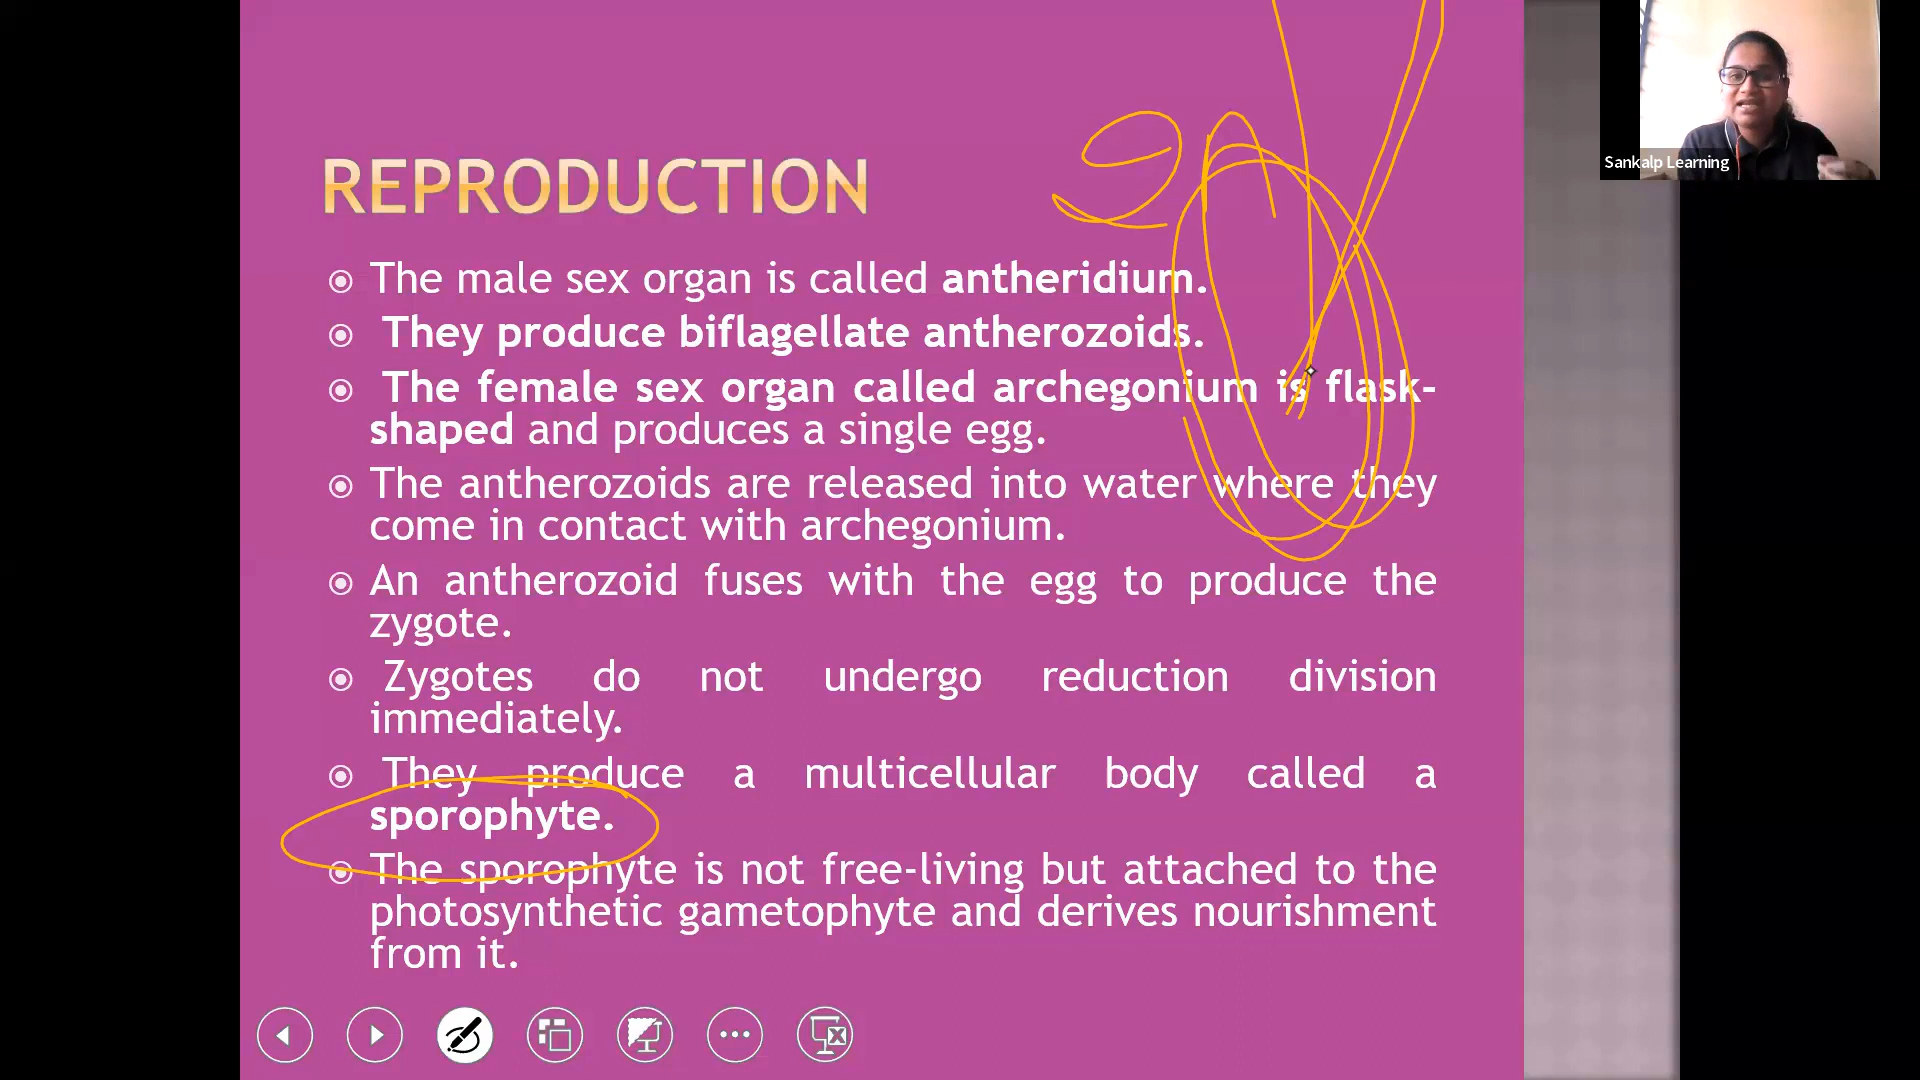 REPRODUCTION
The male sex organ is called antheridium.
They produce biflagellate antherozoids.
The female sex organ called archegonium is flask-
shaped and produces a single egg.
The antherozoids are released into water where they
come in contact with archegonium.
An antherozoid fuses with the egg to produce the
zygote.
Zygotes do not undergo reduction division
immediately.
They produce a multicellular body called a
sporophyte.
The sporophyte is not free-living but attached to the
photosynthetic gametophyte and derives nourishment
from it.
Sankalp Learning